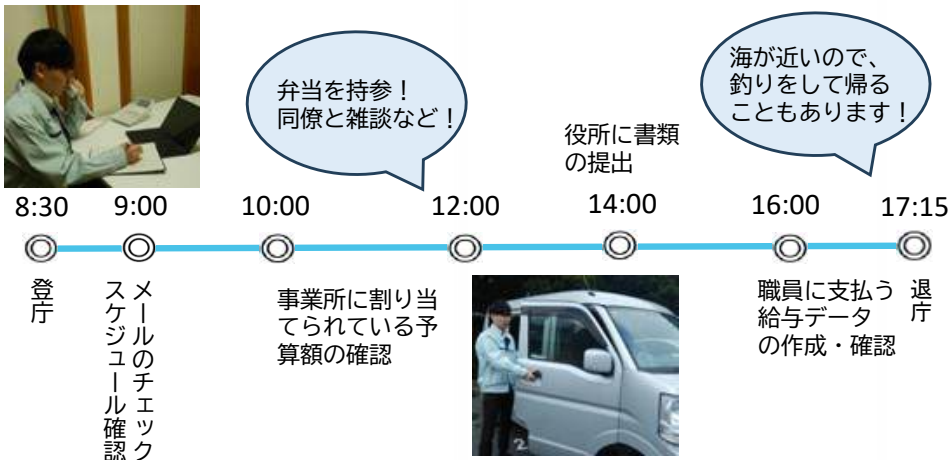 弁当を持参！
同僚と雑談など！
海が近いので、
釣りをして帰る
こともあります！
役所に書類
の提出
8:30
9:00
10:00
12:00
14:00
16:00
17:15
登庁
メールのチェック
スケジュール確認
事業所に割り当
てられている予
算額の確認
職員に支払う
給与データ
の作成・確認
退庁
2